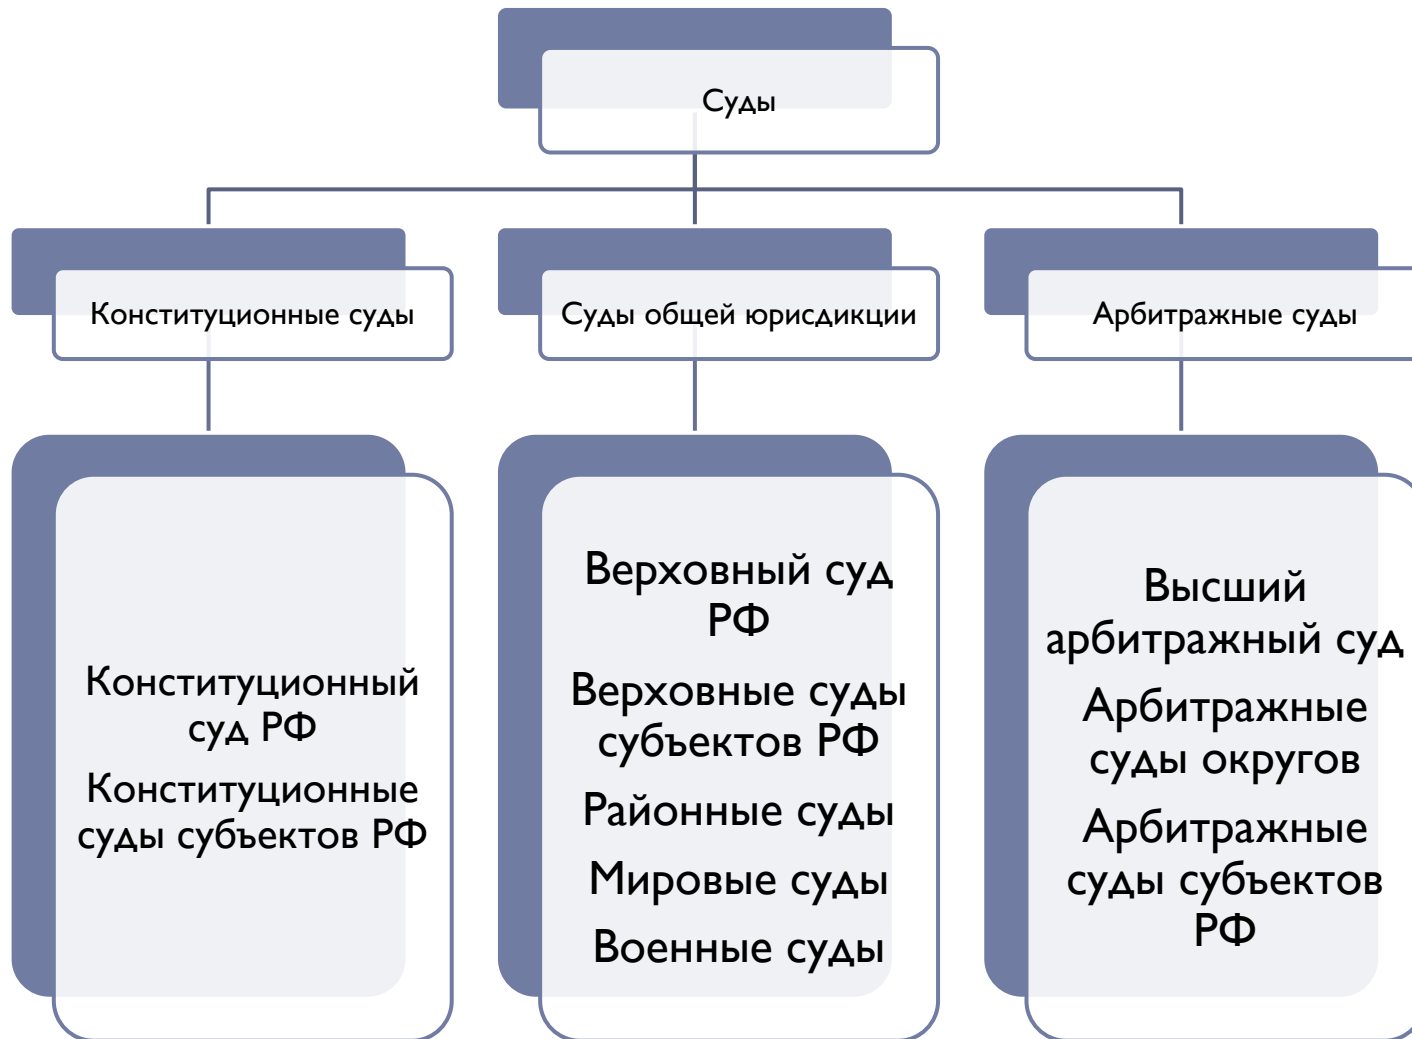 Суды
Конституционные суды
Суды общей юрисдикции
Арбитражные суды
Конституционный
суд РФ
Конституционные
суды субъектов РФ
Верховный суд
РФ
Верховные суды
субъектов РФ
Районные суды
Мировые суды
Военные суды
Высший
арбитражный суд
Арбитражные
суды округов
Арбитражные
суды субъектов
РФ